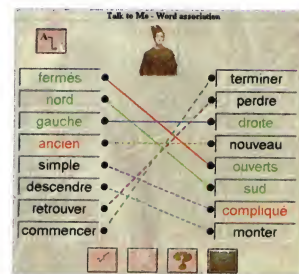 Talk to Me - Word association
fermés
terminer
nord
perdre
gauche
droite
ancien
nouveau
simple
ouverts
descendre
sud
retrouver
compliqué
commencer
monter